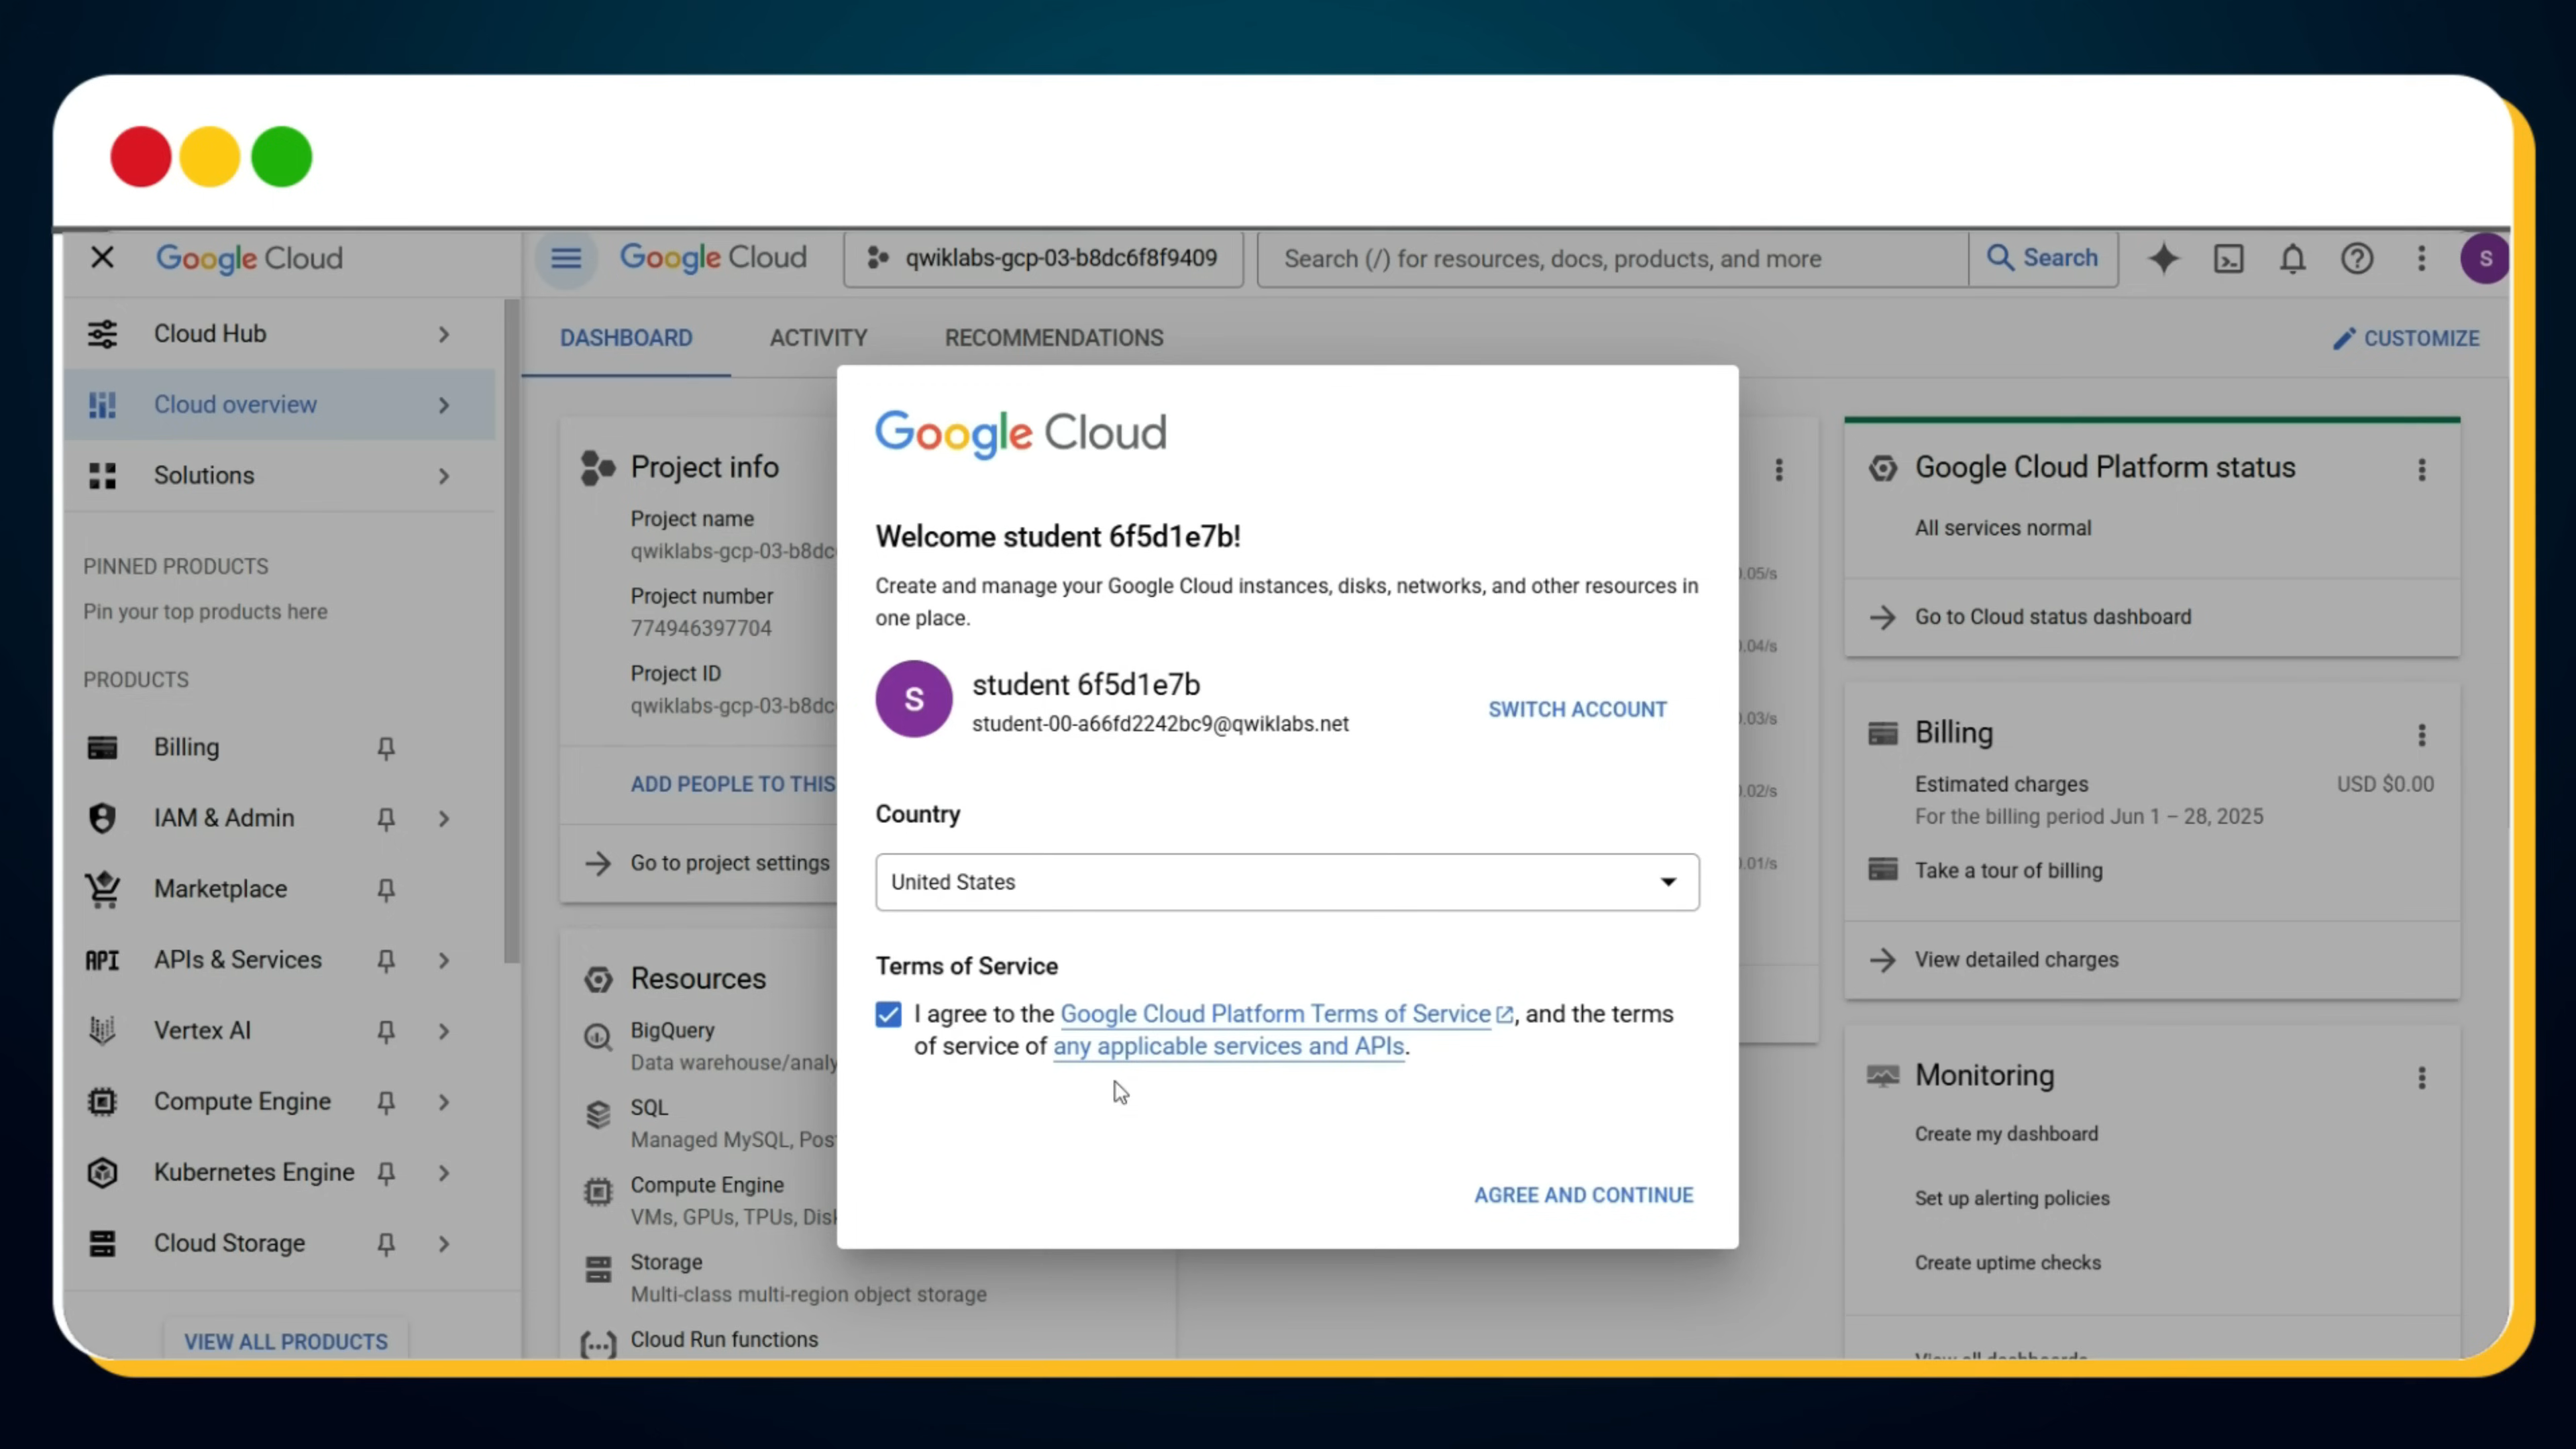 Google Cloud
Google Cloud
qwiklabs-gcp-03-b8dc6f8f9409
Search (/) for resources, docs, products, and more
Search
S
Cloud Hub
Cloud overview
Solutions
PINNED PRODUCTS
Pin your top products here
PRODUCTS
Billing
IAM & Admin
Marketplace
API APIs & Services
Vertex AI
Compute Engine
Kubernetes Engine
Cloud Storage
VIEW ALL PRODUCTS
DASHBOARD
ACTIVITY
RECOMMENDATIONS
CUSTOMIZE
Project info
Project name
qwiklabs-gcp-03-b8dc
Project number
774946397704
Project ID
qwiklabs-gcp-03-b8dc
ADD PEOPLE TO THIS
Go to project settings
Resources
BigQuery
Data warehouse/analy
SQL
Managed MySQL, Pos
Compute Engine
VMs, GPUs, TPUs, Disk
Storage
Multi-class multi-region object storage
Cloud Run functions
Google Cloud
Welcome student 6f5d1e7b!
Create and manage your Google Cloud instances, disks, networks, and other resources in
one place.
S
student 6f5d1e7b
student-00-a66fd2242bc9@qwiklabs.net
SWITCH ACCOUNT
Country
United States
Terms of Service
I agree to the Google Cloud Platform Terms of Service, and the terms
of service of any applicable services and APIs.
AGREE AND CONTINUE
.05/s
.04/s
.03/s
.02/s
.01/s
Google Cloud Platform status
All services normal
Go to Cloud status dashboard
Billing
Estimated charges
USD $0.00
For the billing period Jun 1 – 28, 2025
Take a tour of billing
View detailed charges
Monitoring
Create my dashboard
Set up alerting policies
Create uptime checks